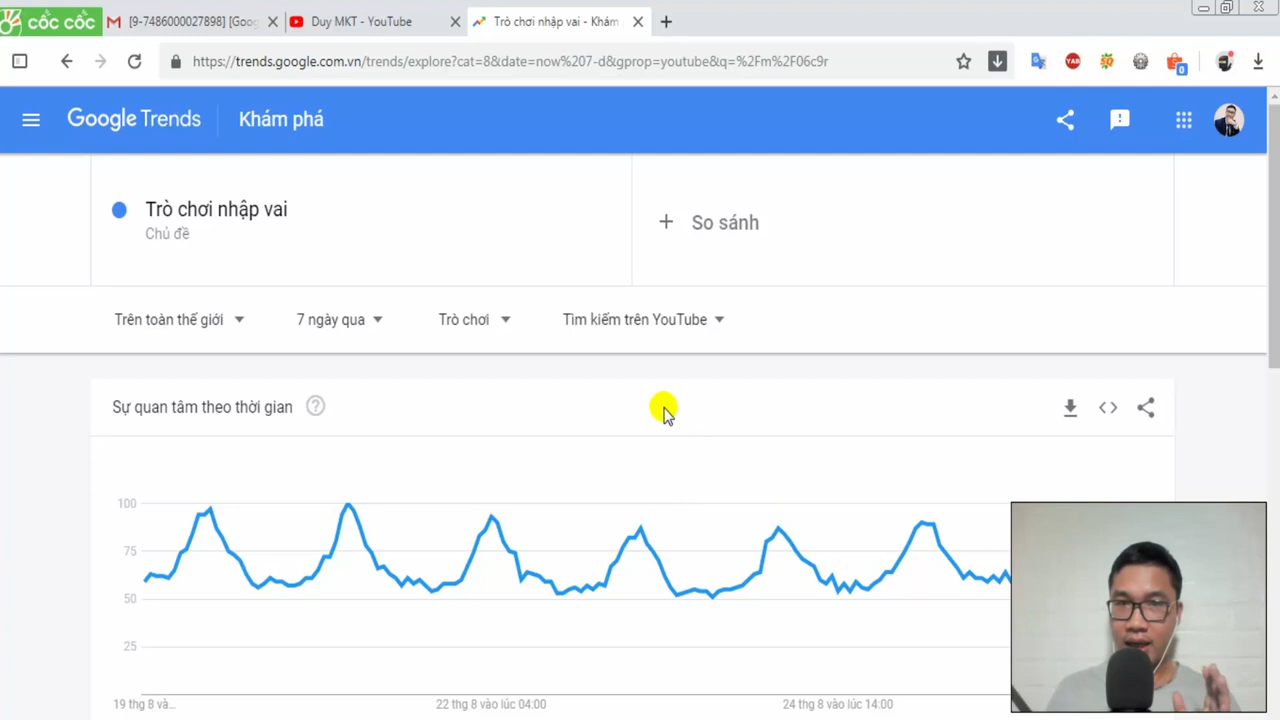 cốc cốc
[9-7486000027898] [Goog
Duy MKT - YouTube
Trò chơi nhập vai - Khám
https://trends.google.com.vn/trends/explore?cat=8&date=now%207-d&gprop=youtube&q=%2Fm%2F06c9r
YAB
0
Google Trends
Khám phá
Trò chơi nhập vai
Chủ đề
+ So sánh
Trên toàn thế giới
7 ngày qua
Trò chơi
Tìm kiếm trên YouTube
Sự quan tâm theo thời gian
100
75
50
25
19 thg 8 và...
22 thg 8 vào lúc 04:00
24 thg 8 vào lúc 14:00